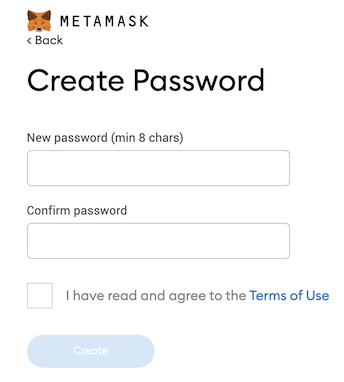 METAMASK
< Back
Create Password
New password (min 8 chars)
Confirm password
I have read and agree to the Terms of Use
Create